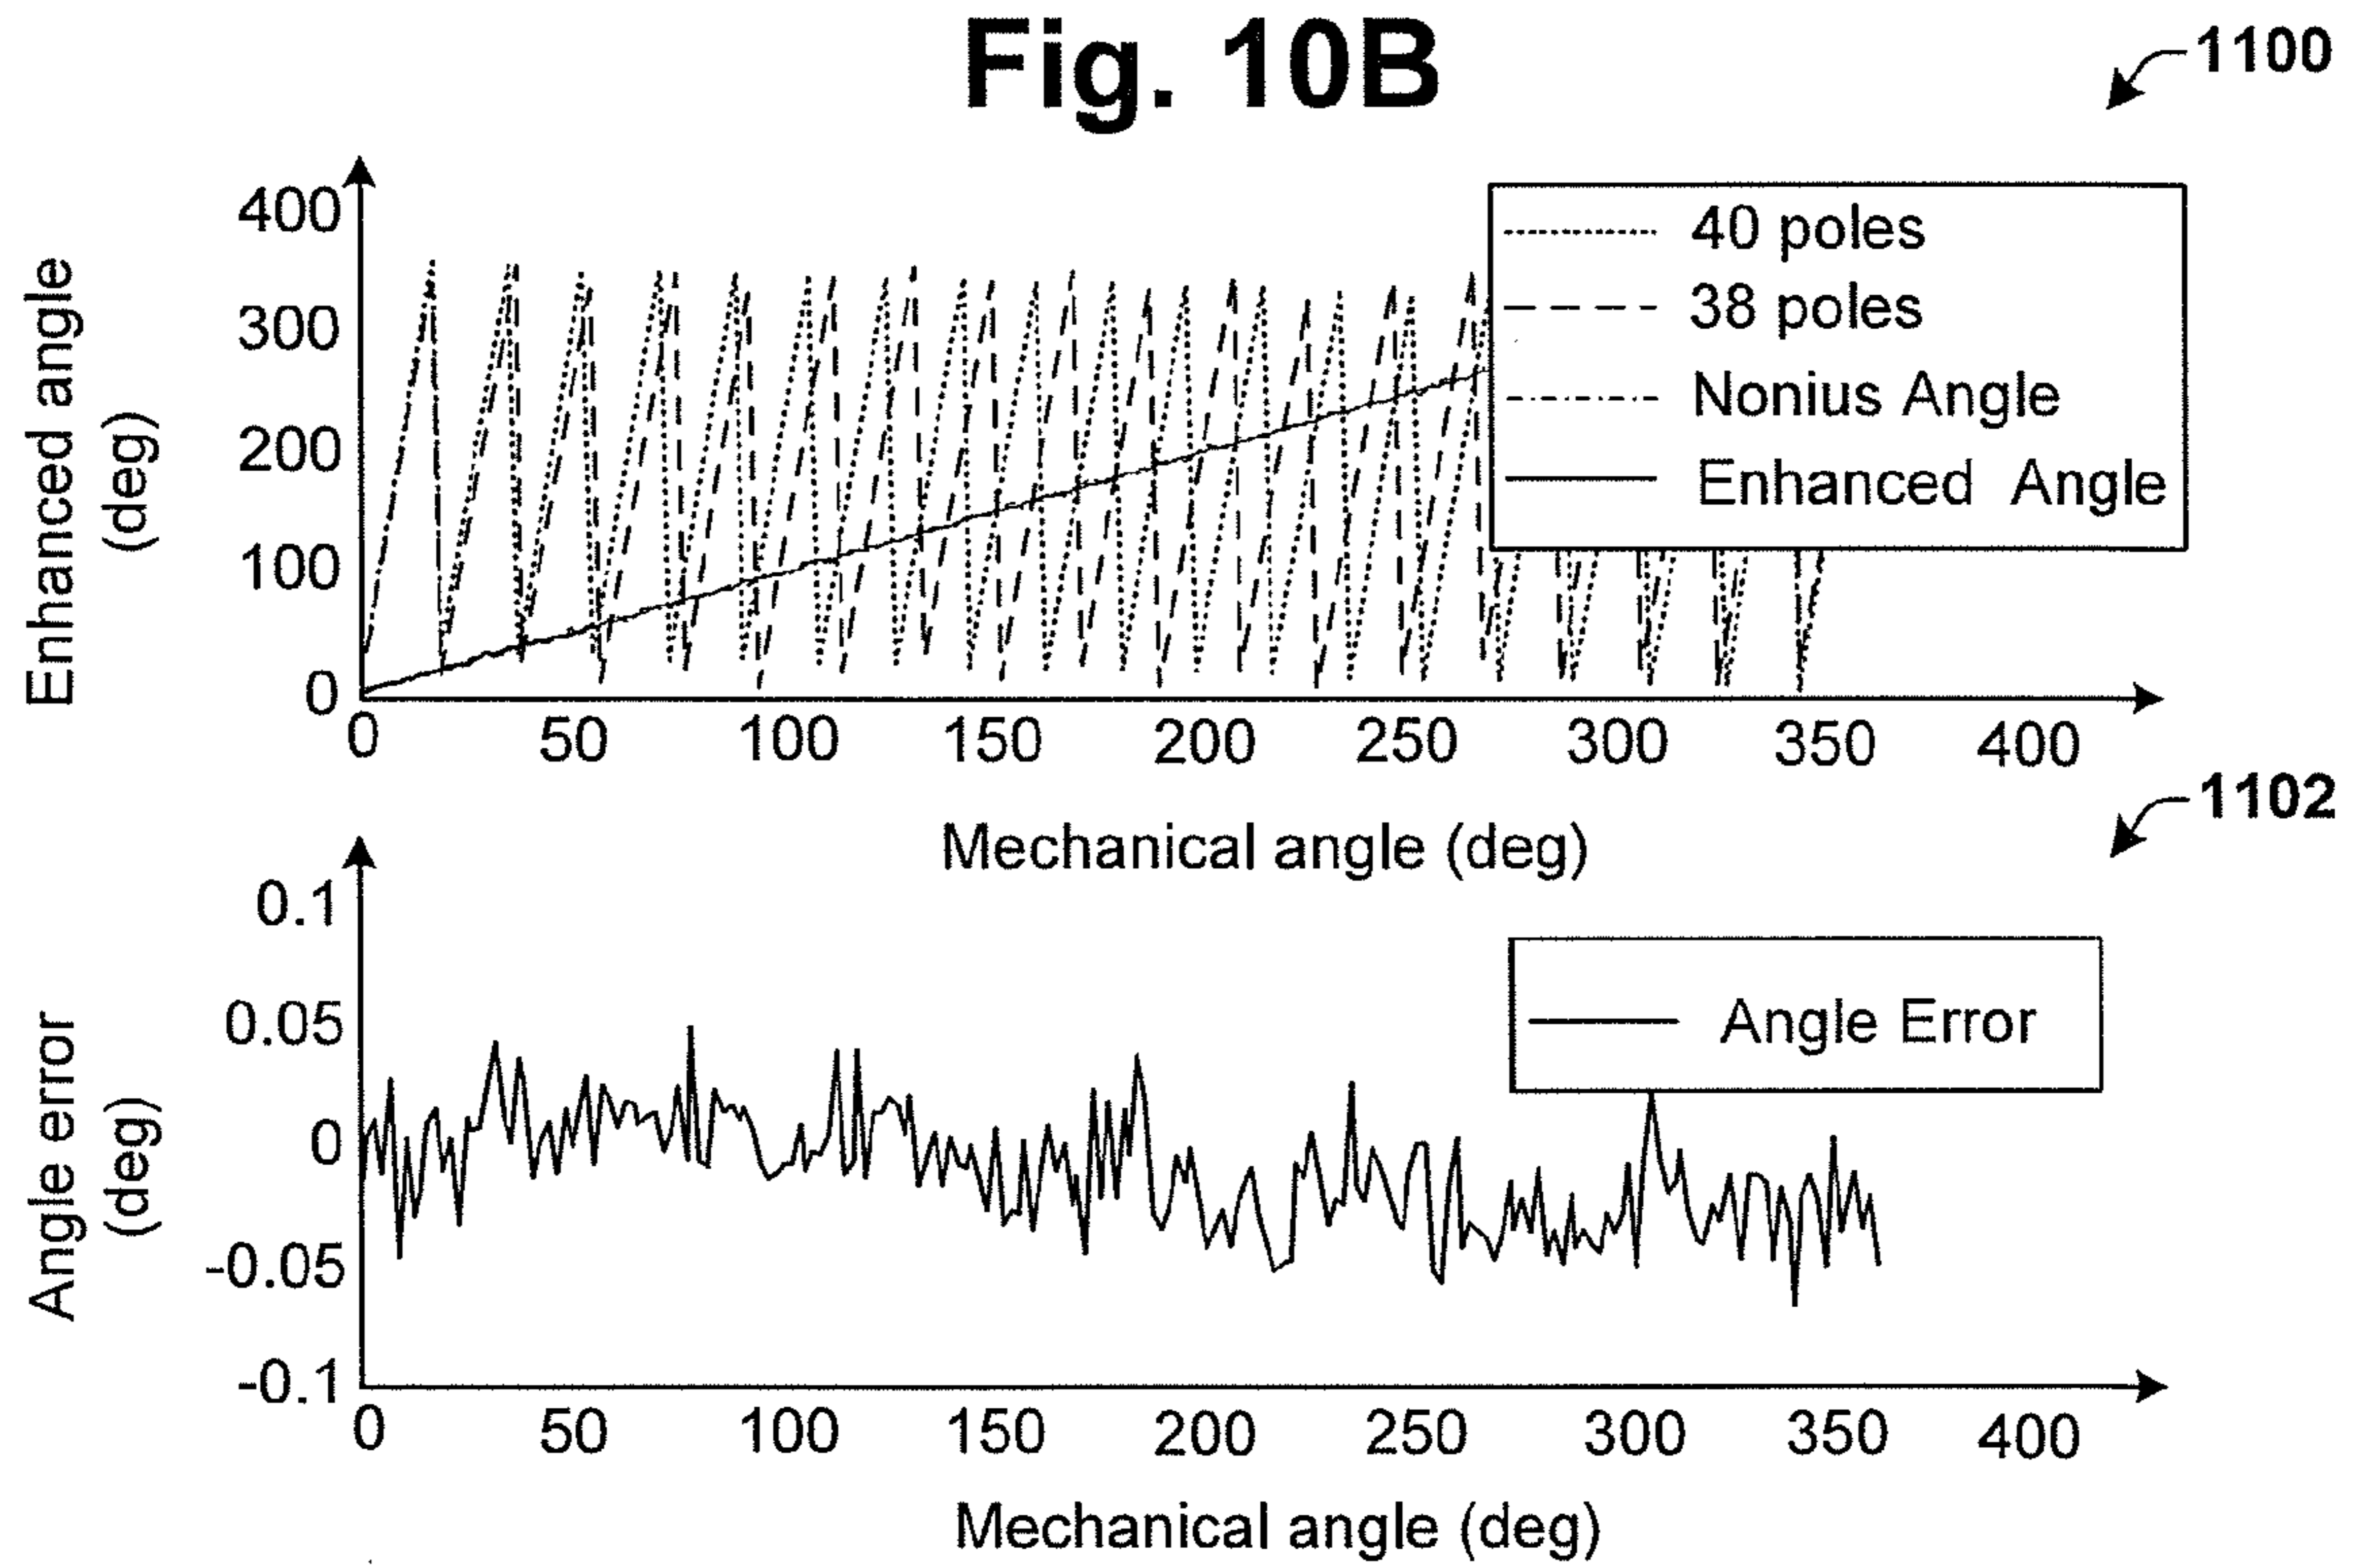 Fig. 10B
1100
400
300
200
100
0
Enhanced angle
(deg)
40 poles
38 poles
Nonius Angle
Enhanced Angle
0 50 100 150 200 250 300 350 400
Mechanical angle (deg)
1102
0.1
0.05
0
-0.05
-0.1
Angle error
(deg)
Angle Error
0 50 100 150 200 250 300 350 400
Mechanical angle (deg)